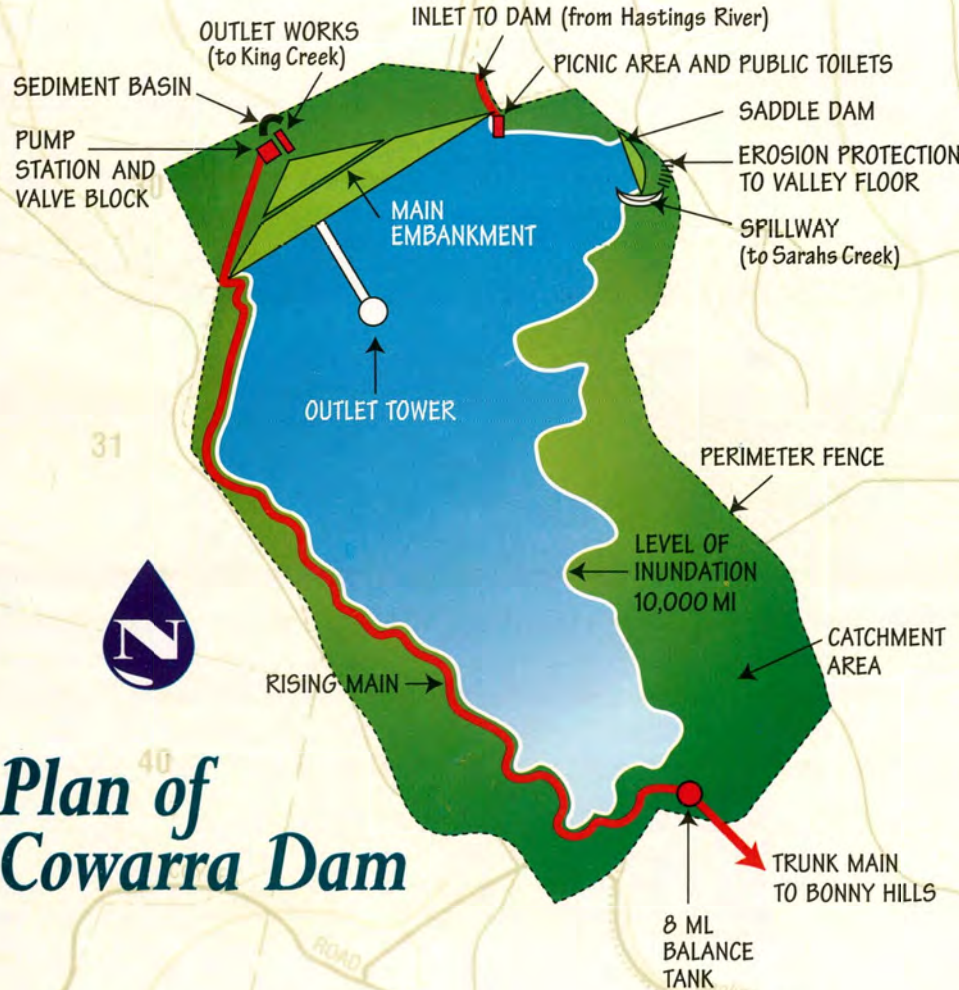 INLET TO DAM (from Hastings River)
OUTLET WORKS
(to King Creek)
PICNIC AREA AND PUBLIC TOILETS
SEDIMENT BASIN
SADDLE DAM
PUMP
STATION AND
VALVE BLOCK
EROSION PROTECTION
TO VALLEY FLOOR
MAIN
EMBANKMENT
SPILLWAY
(to Sarahs Creek)
OUTLET TOWER
31
PERIMETER FENCE
LEVEL OF
INUNDATION
10,000 Ml
N
CATCHMENT
AREA
RISING MAIN
40
Plan of
Cowarra Dam
TRUNK MAIN
TO BONNY HILLS
8 ML
BALANCE
TANK
ROAD